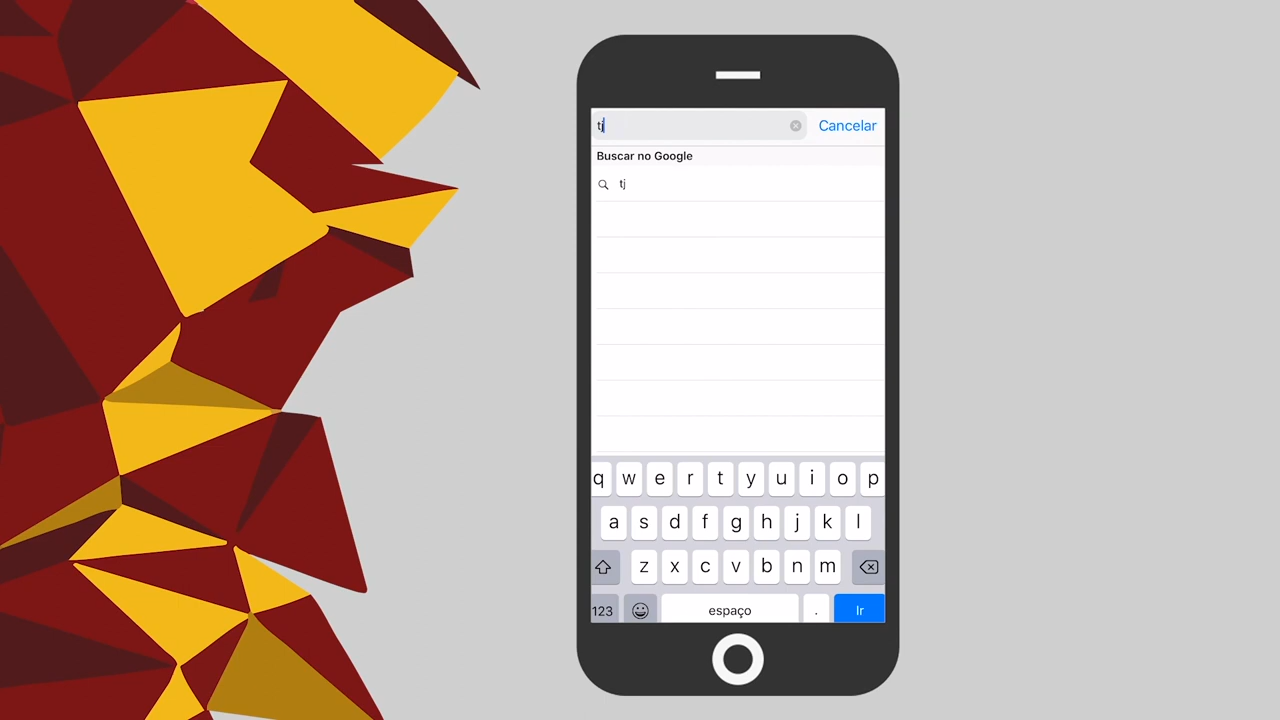 tj Cancelar
Buscar no Google
tj
q w e r t y u i o p
a s d f g h j k l
z x c v b n m
123 espaço . Ir